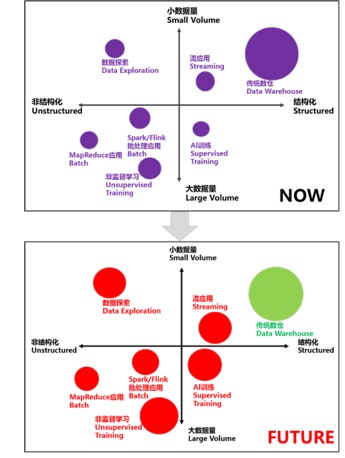 小数据量
Small Volume
数据探索
Data Exploration
流应用
Streaming
传统数仓
Data Warehouse
非结构化
Unstructured
结构化
Structured
Spark/Flink
批处理应用
Batch
MapReduce应用
Batch
AI训练
Supervised
Training
非监督学习
Unsupervised
Training
大数据量
Large Volume
NOW
小数据量
Small Volume
数据探索
Data Exploration
流应用
Streaming
传统数仓
Data Warehouse
非结构化
Unstructured
结构化
Structured
Spark/Flink
批处理应用
Batch
MapReduce应用
Batch
AI训练
Supervised
Training
非监督学习
Unsupervised
Training
大数据量
Large Volume
FUTURE